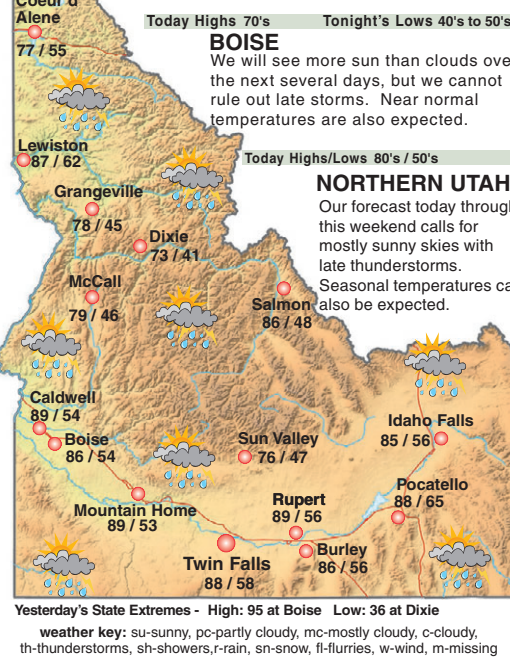 Coeur d'
Alene
77 / 55
Today Highs 70's Tonight's Lows 40's to 50's
BOISE
We will see more sun than clouds ove
the next several days, but we cannot
rule out late storms. Near normal
temperatures are also expected.
Lewiston
87 / 62
Today Highs/Lows 80's / 50's
NORTHERN UTAH
Our forecast today through
this weekend calls for
mostly sunny skies with
late thunderstorms.
Seasonal temperatures ca
also be expected.
Grangeville
78 / 45
Dixie
73 / 41
McCall
79 / 46
Salmon
86 / 48
Caldwell
89 / 54
Boise
86 / 54
Sun Valley
76 / 47
Idaho Falls
85 / 56
Pocatello
88 / 65
Mountain Home
89 / 53
Rupert
89 / 56
Burley
86 / 56
Twin Falls
88 / 58
Yesterday's State Extremes - High: 95 at Boise Low: 36 at Dixie
weather key: su-sunny, pc-partly cloudy, mc-mostly cloudy, c-cloudy,
th-thunderstorms, sh-showers,r-rain, sn-snow, fl-flurries, w-wind, m-missing